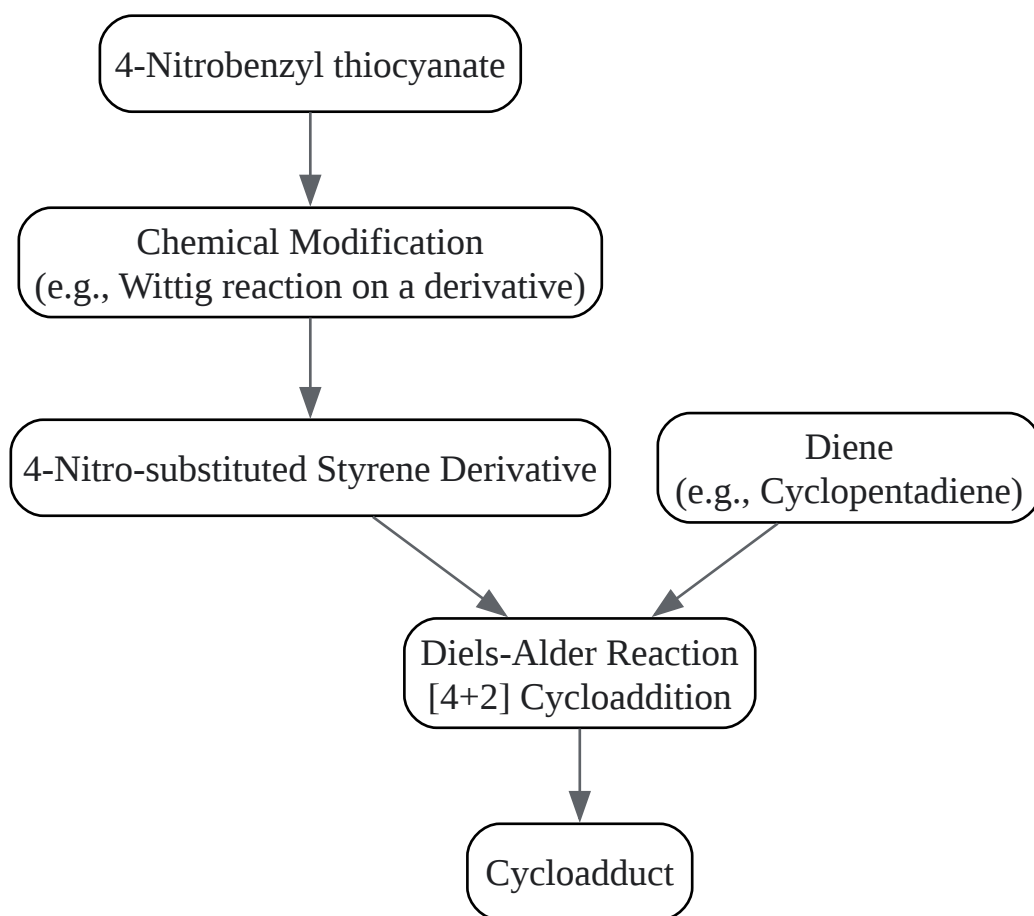 4-Nitrobenzyl thiocyanate
Chemical Modification
(e.g., Wittig reaction on a derivative)
4-Nitro-substituted Styrene Derivative
Diene
(e.g., Cyclopentadiene)
Diels-Alder Reaction
[4+2] Cycloaddition
Cycloadduct